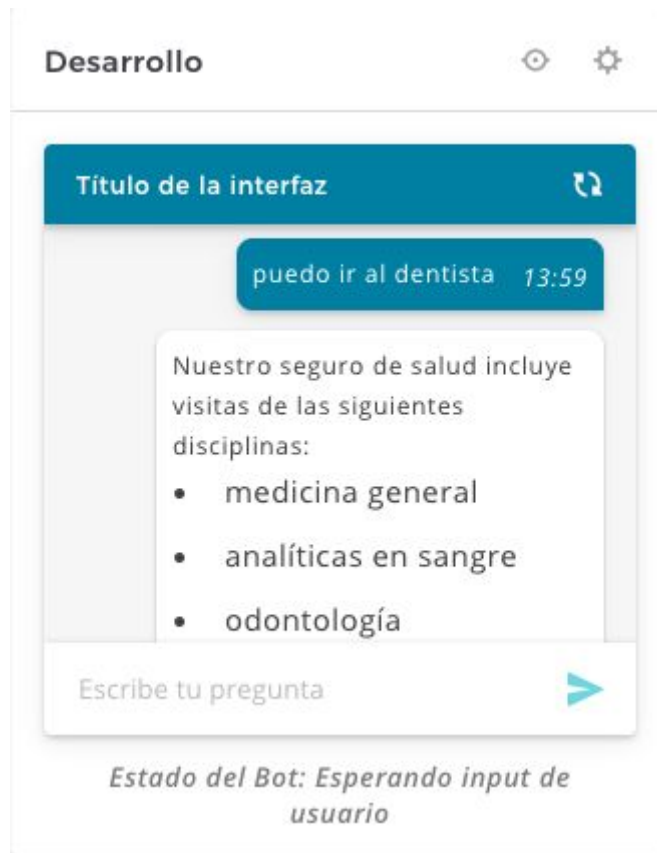 Desarrollo
Título de la interfaz
puedo ir al dentista 13:59
Nuestro seguro de salud incluye
visitas de las siguientes
disciplinas:
• medicina general
• analíticas en sangre
• odontología
Escribe tu pregunta
Estado del Bot: Esperando input de
usuario